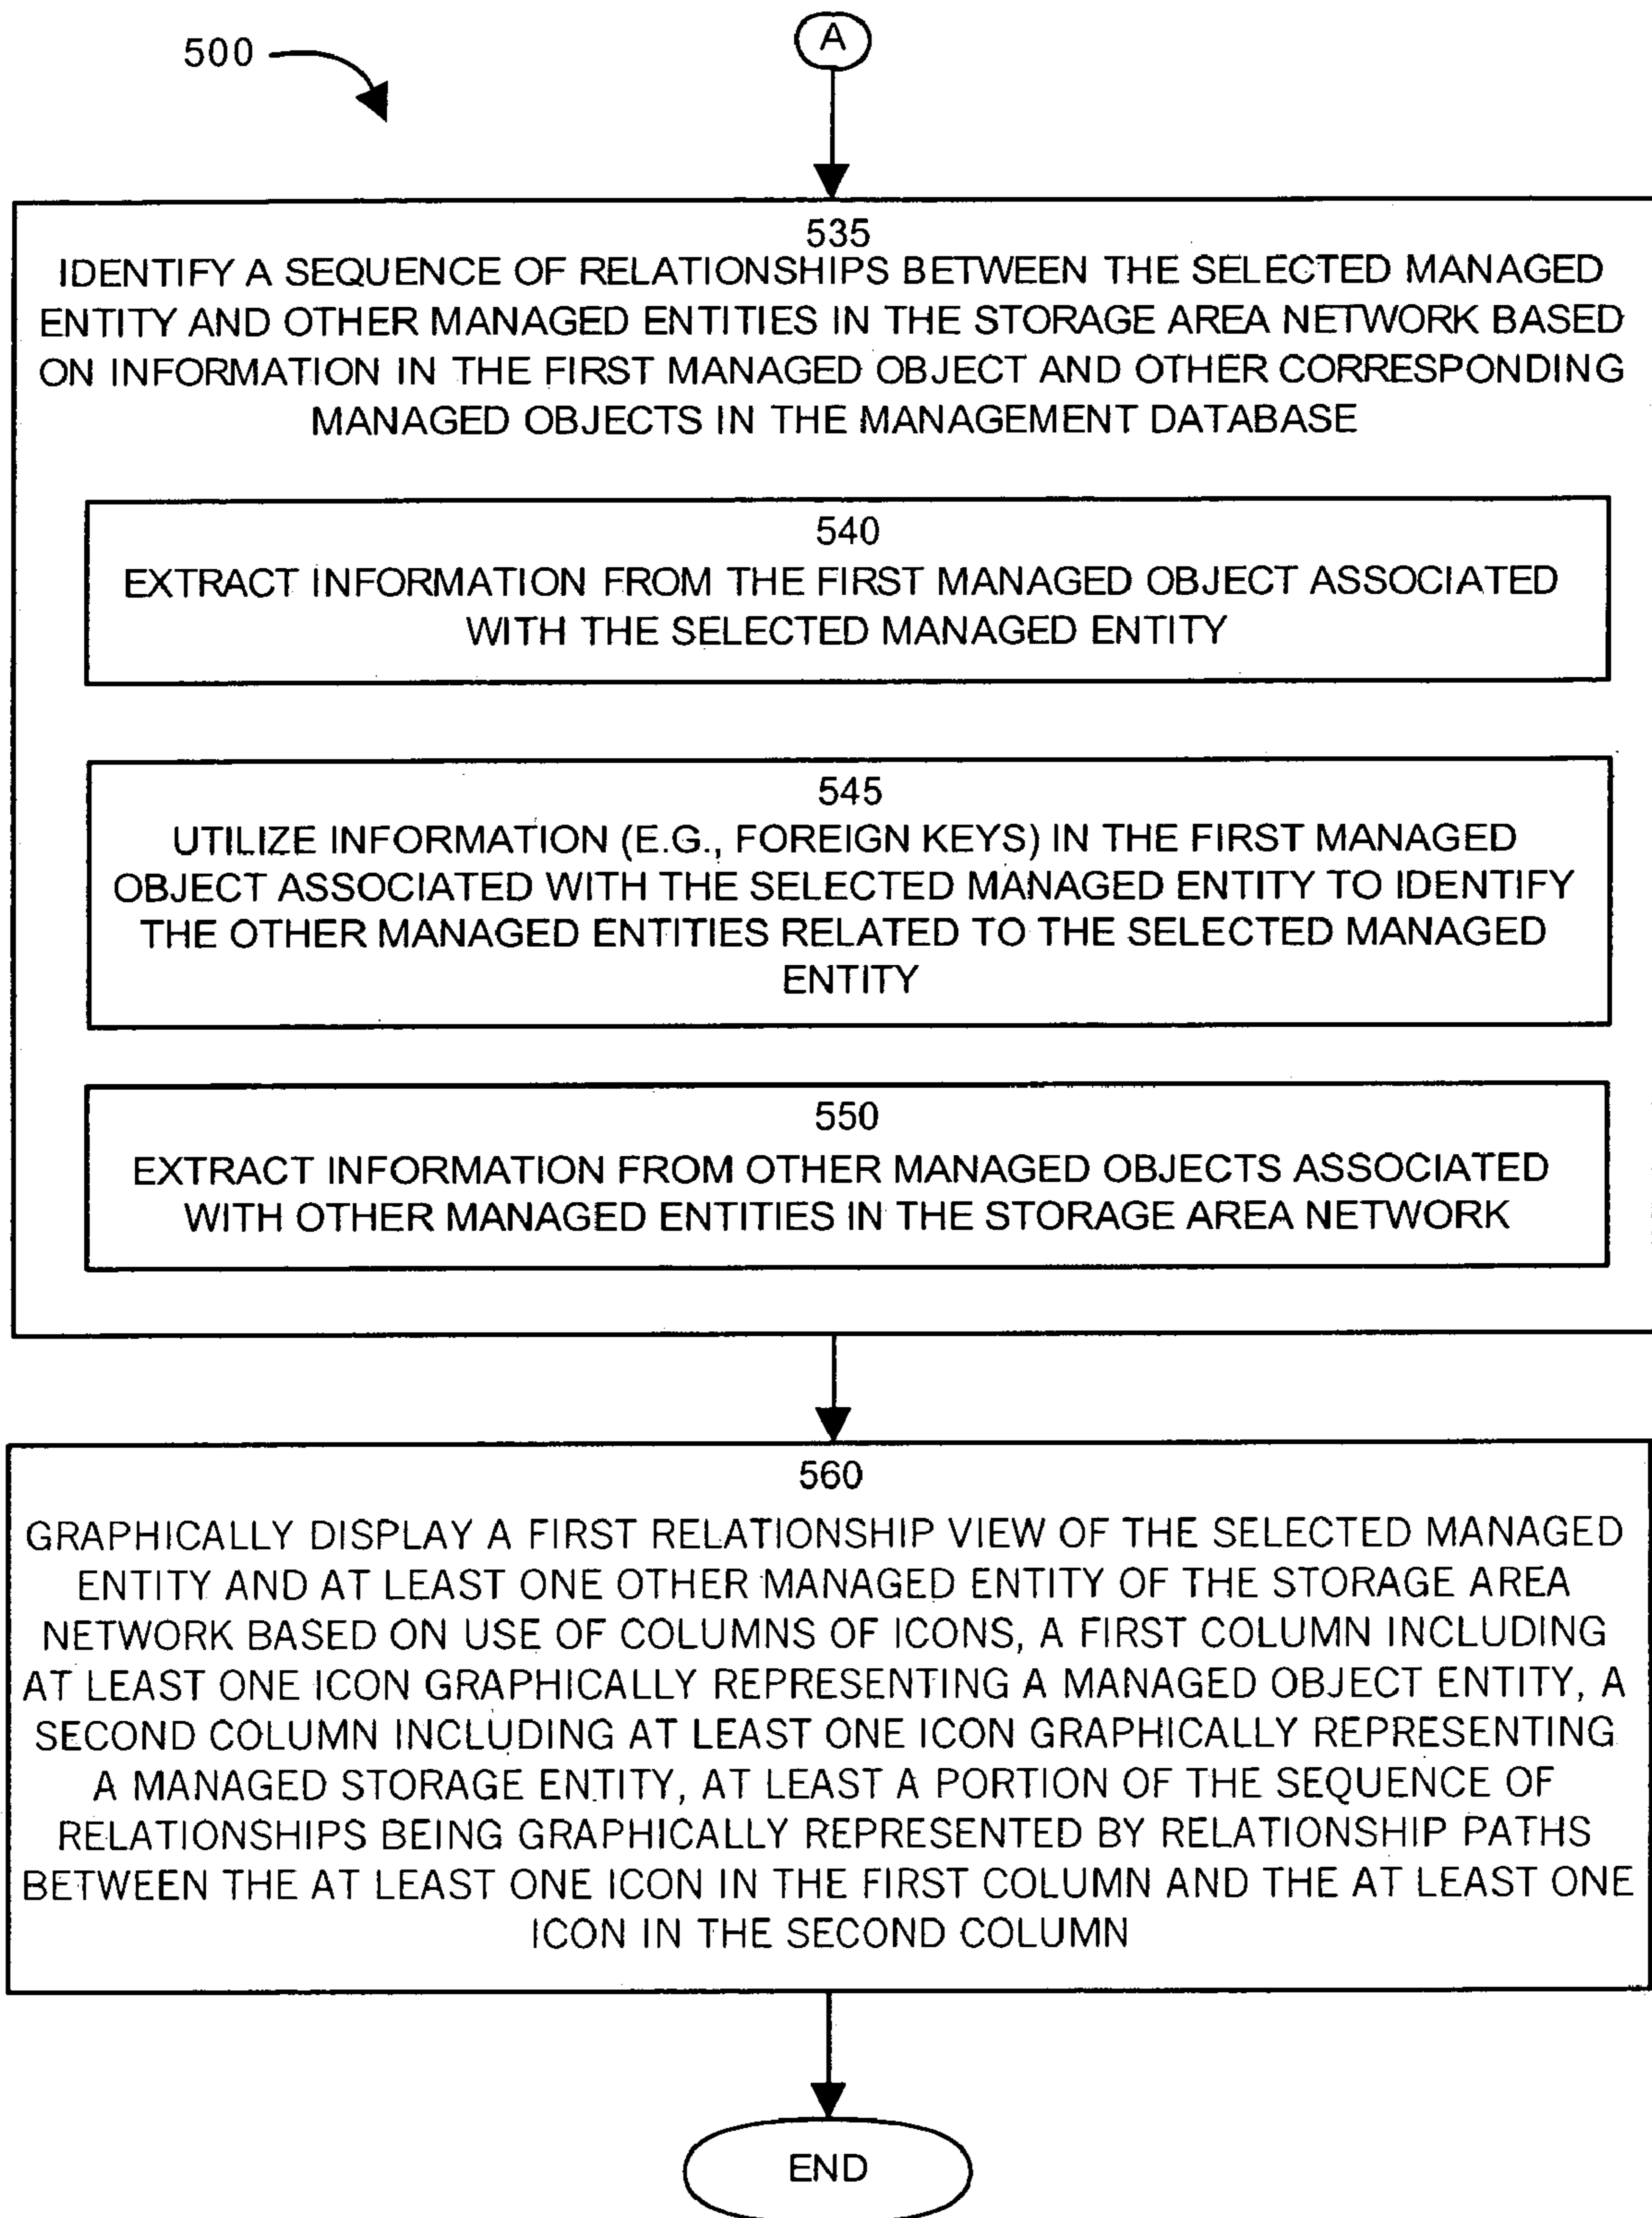 500
A
535
IDENTIFY A SEQUENCE OF RELATIONSHIPS BETWEEN THE SELECTED MANAGED
ENTITY AND OTHER MANAGED ENTITIES IN THE STORAGE AREA NETWORK BASED
ON INFORMATION IN THE FIRST MANAGED OBJECT AND OTHER CORRESPONDING
MANAGED OBJECTS IN THE MANAGEMENT DATABASE
540
EXTRACT INFORMATION FROM THE FIRST MANAGED OBJECT ASSOCIATED
WITH THE SELECTED MANAGED ENTITY
545
UTILIZE INFORMATION (E.G., FOREIGN KEYS) IN THE FIRST MANAGED
OBJECT ASSOCIATED WITH THE SELECTED MANAGED ENTITY TO IDENTIFY
THE OTHER MANAGED ENTITIES RELATED TO THE SELECTED MANAGED
ENTITY
550
EXTRACT INFORMATION FROM OTHER MANAGED OBJECTS ASSOCIATED
WITH OTHER MANAGED ENTITIES IN THE STORAGE AREA NETWORK
560
GRAPHICALLY DISPLAY A FIRST RELATIONSHIP VIEW OF THE SELECTED MANAGED
ENTITY AND AT LEAST ONE OTHER MANAGED ENTITY OF THE STORAGE AREA
NETWORK BASED ON USE OF COLUMNS OF ICONS, A FIRST COLUMN INCLUDING
AT LEAST ONE ICON GRAPHICALLY REPRESENTING A MANAGED OBJECT ENTITY, A
SECOND COLUMN INCLUDING AT LEAST ONE ICON GRAPHICALLY REPRESENTING
A MANAGED STORAGE ENTITY, AT LEAST A PORTION OF THE SEQUENCE OF
RELATIONSHIPS BEING GRAPHICALLY REPRESENTED BY RELATIONSHIP PATHS
BETWEEN THE AT LEAST ONE ICON IN THE FIRST COLUMN AND THE AT LEAST ONE
ICON IN THE SECOND COLUMN
END